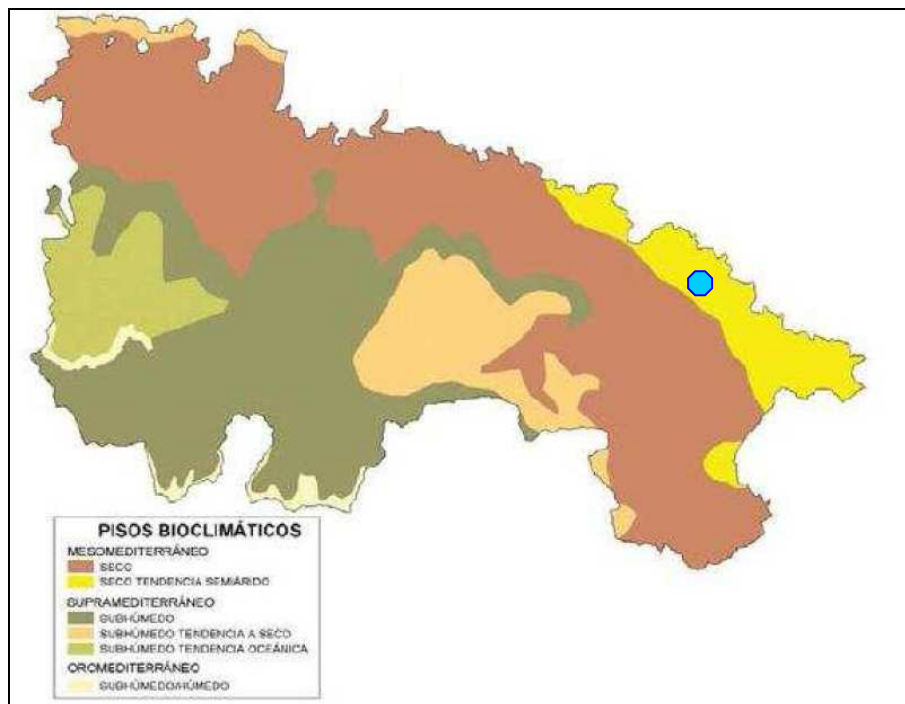 PISOS BIOCLIMÁTICOS
MESOMEDITERRÁNEO
SECO
SECO TENDENCIA SEMIÁRIDO
SUPRAMEDITERRÁNEO
SUBHÚMEDO
SUBHÚMEDO TENDENCIA A SECO
SUBHÚMEDO TENDENCIA OCEÁNICA
OROMEDITERRÁNEO
SUBHÚMEDO/HÚMEDO